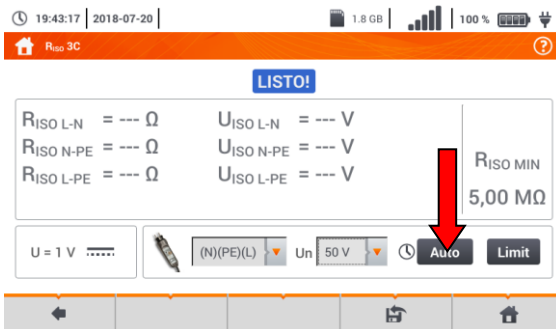 19:43:17 2018-07-20 1.8 GB 100 %
RISO 3C ?
LISTO!
RISO L-N = --- Ω UISO L-N = --- V
RISO N-PE = --- Ω UISO N-PE = --- V
RISO L-PE = --- Ω UISO L-PE = --- V
RISO MIN
5,00 MΩ
U = 1 V (N)(PE)(L) Un 50 V Auto Limit